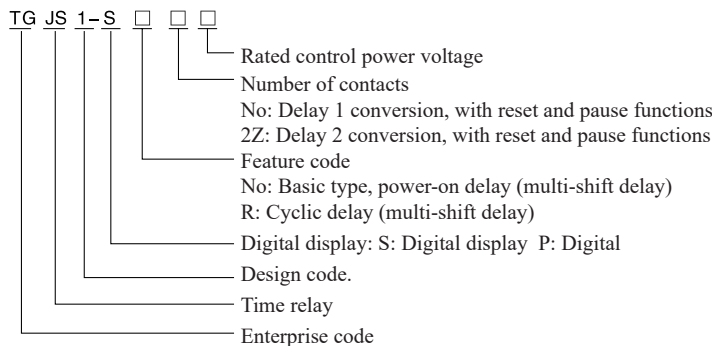 TG JS 1-S □ □ □
Rated control power voltage
Number of contacts
No: Delay 1 conversion, with reset and pause functions
2Z: Delay 2 conversion, with reset and pause functions
Feature code
No: Basic type, power-on delay (multi-shift delay)
R: Cyclic delay (multi-shift delay)
Digital display: S: Digital display P: Digital
Design code.
Time relay
Enterprise code